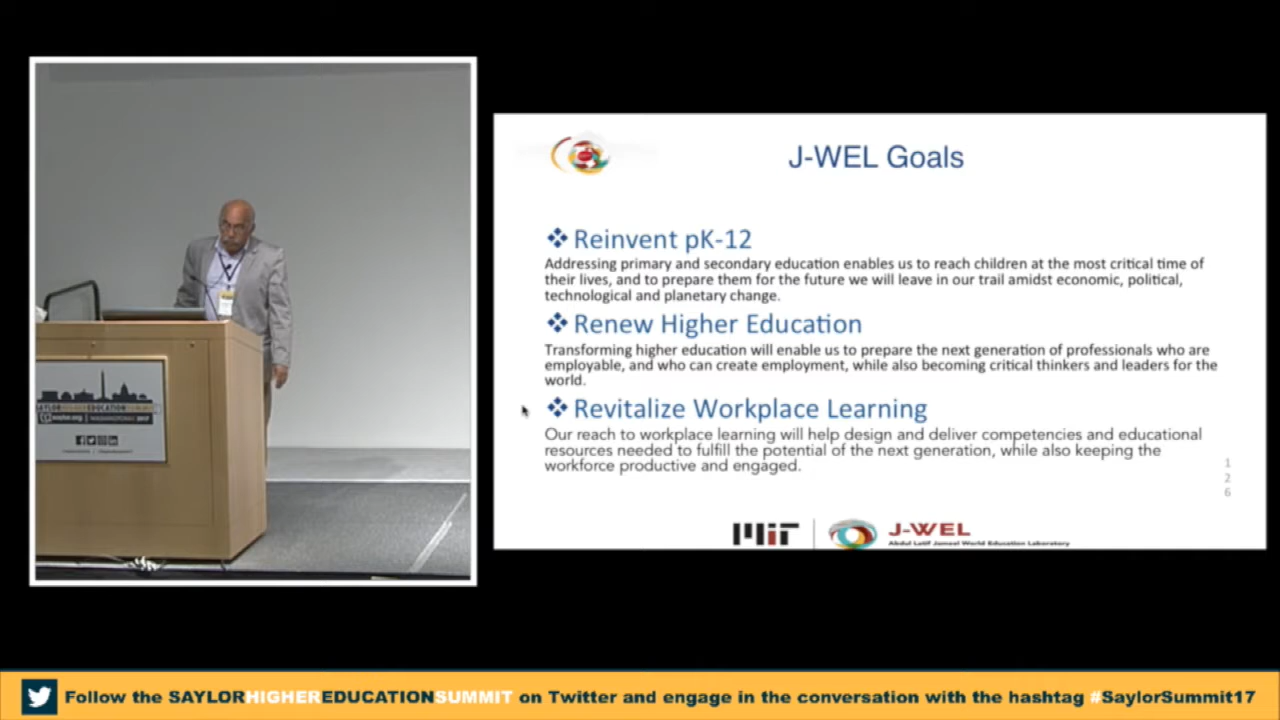 J-WEL Goals
Reinvent pK-12
Addressing primary and secondary education enables us to reach children at the most critical time of
their lives, and to prepare them for the future we will leave in our trail amidst economic, political,
technological and planetary change.
Renew Higher Education
Transforming higher education will enable us to prepare the next generation of professionals who are
employable, and who can create employment, while also becoming critical thinkers and leaders for the
world.
Revitalize Workplace Learning
Our reach to workplace learning will help design and deliver competencies and educational
resources needed to fulfill the potential of the next generation, while also keeping the
workforce productive and engaged.
1
2
6
MIT
J-WEL
Abdul Latif Jameel World Education Laboratory
SAYLORHIGHEREDUCATIONSUMMIT
saylor.org WASHINGTON 2017
Follow the SAYLORHIGHEREDUCATIONSUMMIT on Twitter and engage in the conversation with the hashtag #SaylorSummit17